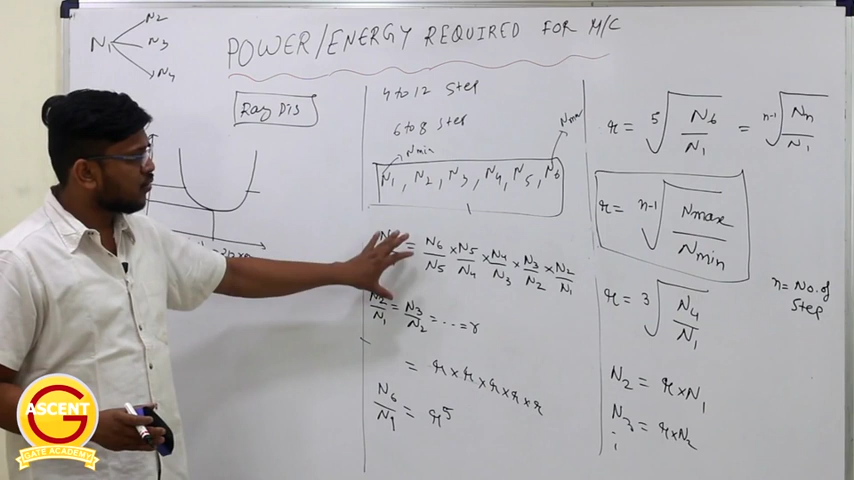 POWER/ENERGY REQUIRED FOR M/C
N1
N2
N3
N4
Ray Dis
4 to 12 Step
6 to 8 Step
Nmin
Nmax
N1, N2, N3, N4, N5, N6
= N6/N5 × N5/N4 × N4/N3 × N3/N2 × N2/N1
N2/N1 = N3/N2 = --- = r
= r × r × r × r × r
N6/N1 = r^5
r = ⁵√(N6/N1) = ⁿ⁻¹√(Nn/N1)
r = ⁿ⁻¹√(Nmax/Nmin)
n = No. of
Step
r = ³√(N4/N1)
N2 = r × N1
N3 = r × N2
ASCENT
G
GATE ACADEMY